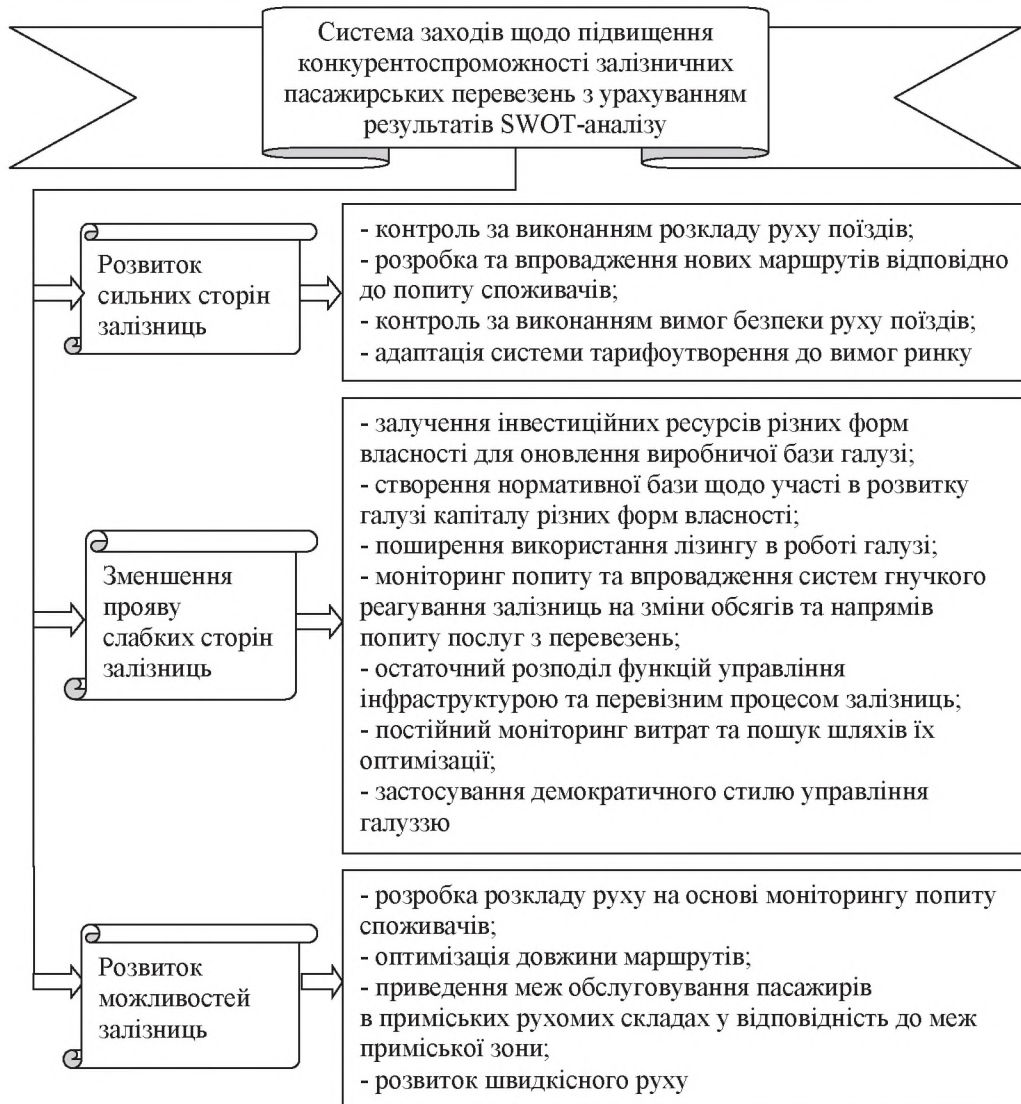 Система заходів щодо підвищення
конкурентоспроможності залізничних
пасажирських перевезень з урахуванням
результатів SWOT-аналізу
Розвиток
сильних сторін
залізниць
- контроль за виконанням розкладу руху поїздів;
- розробка та впровадження нових маршрутів відповідно
до попиту споживачів;
- контроль за виконанням вимог безпеки руху поїздів;
- адаптація системи тарифоутворення до вимог ринку
Зменшення
прояву
слабких сторін
залізниць
- залучення інвестиційних ресурсів різних форм
власності для оновлення виробничої бази галузі;
- створення нормативної бази щодо участі в розвитку
галузі капіталу різних форм власності;
- поширення використання лізингу в роботі галузі;
- моніторинг попиту та впровадження систем гнучкого
реагування залізниць на зміни обсягів та напрямів
попиту послуг з перевезень;
- остаточний розподіл функцій управління
інфраструктурою та перевізним процесом залізниць;
- постійний моніторинг витрат та пошук шляхів їх
оптимізації;
- застосування демократичного стилю управління
галуззю
Розвиток
можливостей
залізниць
- розробка розкладу руху на основі моніторингу попиту
споживачів;
- оптимізація довжини маршрутів;
- приведення меж обслуговування пасажирів
в приміських рухомих складах у відповідність до меж
приміської зони;
- розвиток швидкісного руху